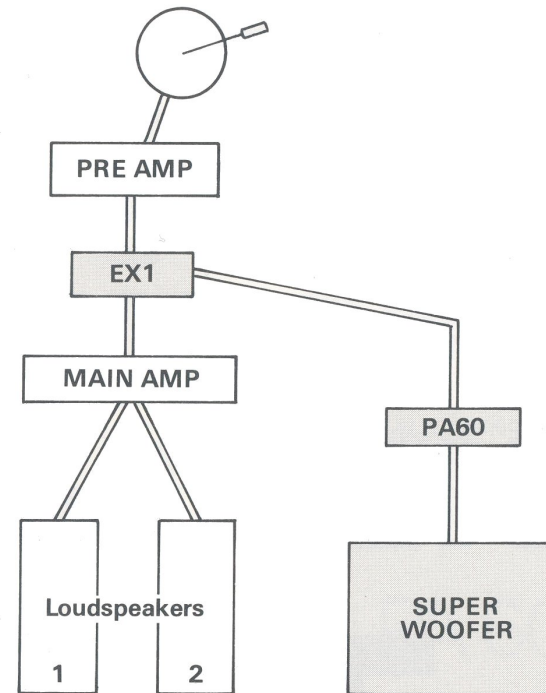 PRE AMP
EX1
MAIN AMP
PA60
Loudspeakers
1
2
SUPER
WOOFER